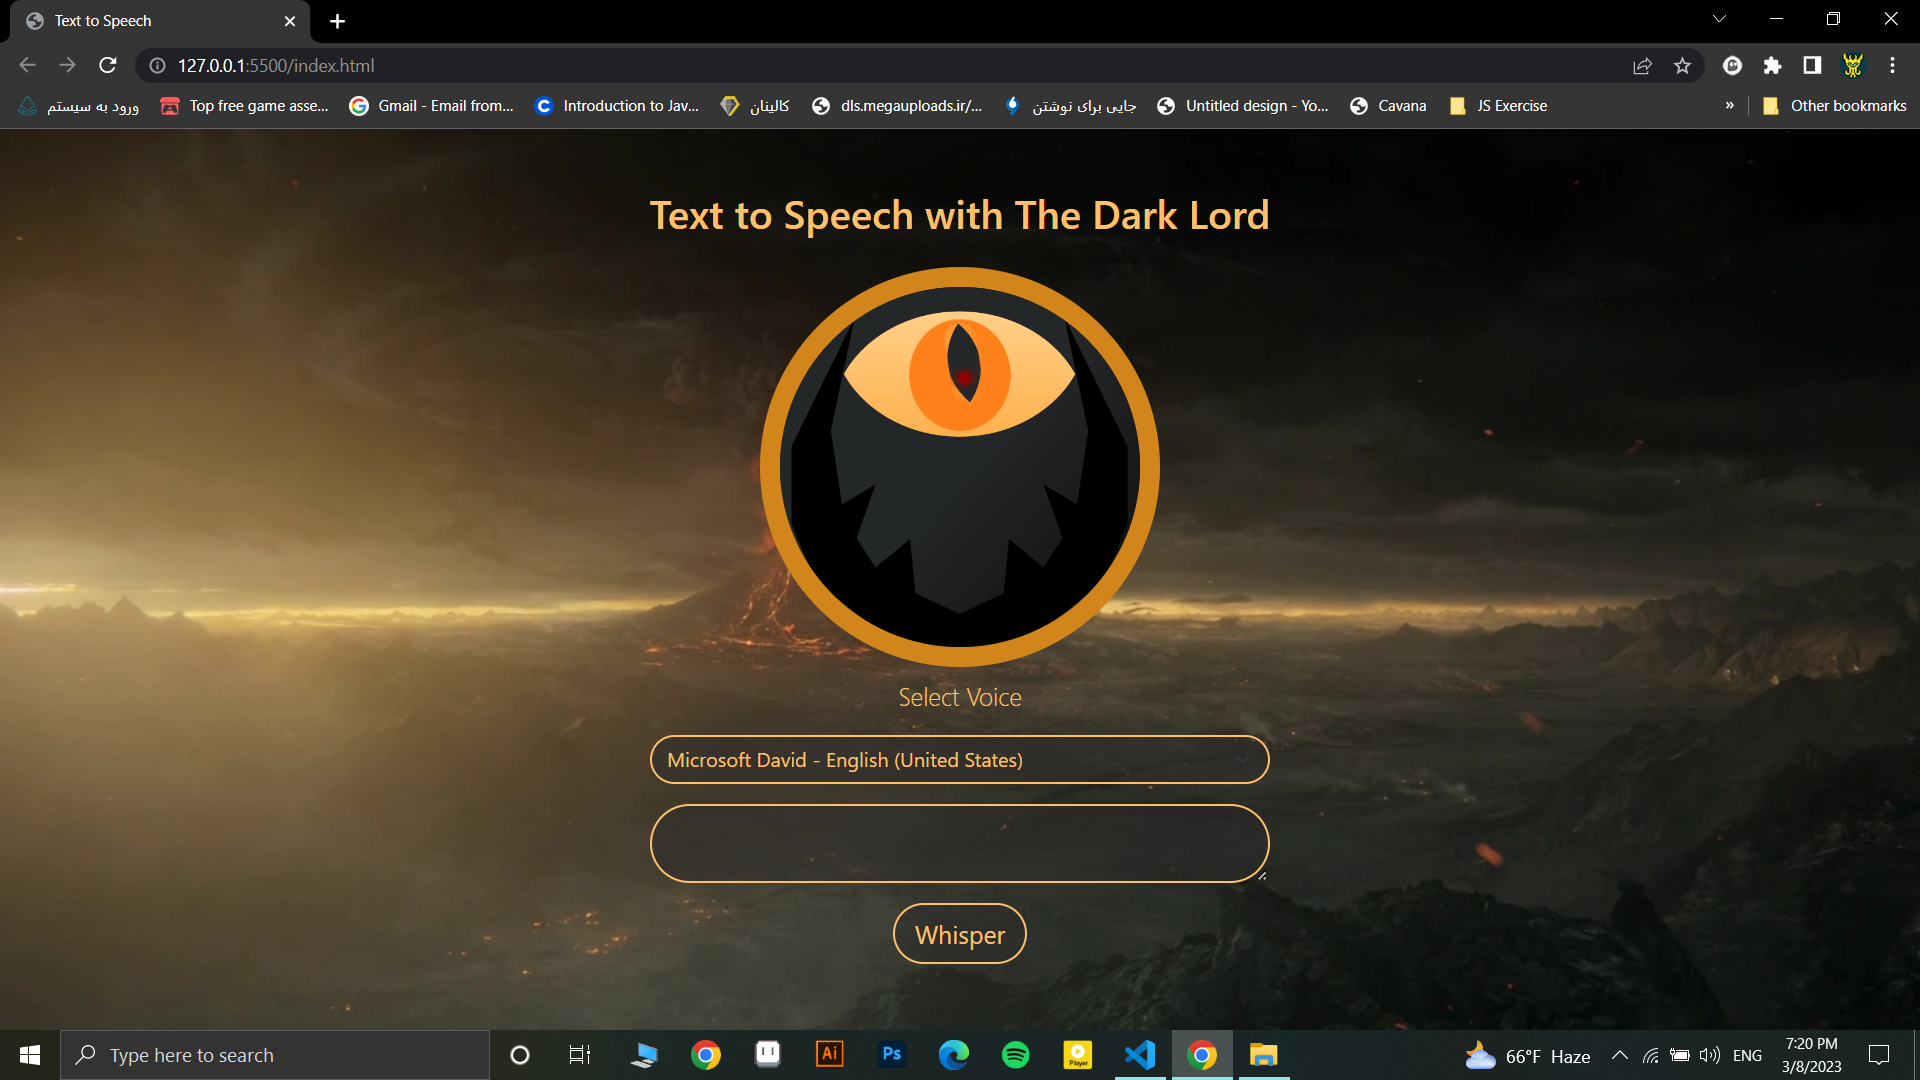 Text to Speech
127.0.0.1:5500/index.html
ورود به سیستم
Top free game asse...
Gmail - Email from...
Introduction to Jav...
کالینان
dls.megauploads.ir/...
جایی برای نوشتن
Untitled design - Yo...
Cavana
JS Exercise
»
Other bookmarks
Text to Speech with The Dark Lord
Select Voice
Microsoft David - English (United States)
Whisper
Type here to search
Ai
Ps
Player
66°F Haze
ENG
7:20 PM
3/8/2023